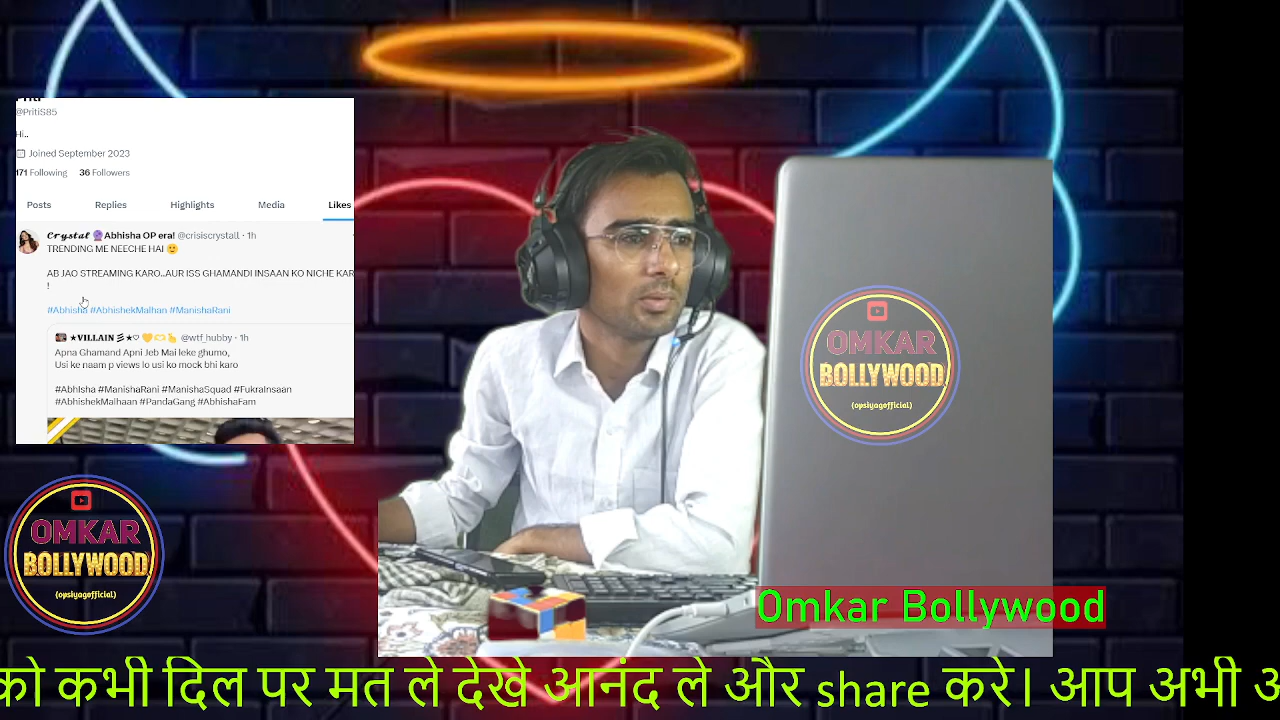 @PritiS85
Hi..
Joined September 2023
171 Following 36 Followers
Posts Replies Highlights Media Likes
Crystal 🔮Abhisha OP era! @crisiscrystall · 1h
TRENDING ME NEECHE HAI 🙂
AB JAO STREAMING KARO..AUR ISS GHAMANDI INSAAN KO NICHE KAR
!
#Abhisha #AbhishekMalhan #ManishaRani
★VILLAIN @wtf_hubby · 1h
Apna Ghamand Apni Jeb Mai leke ghumo,
Usi ke naam p views lo usi ko mock bhi karo
#AbhIsha #ManishaRani #ManishaSquad #FukraInsaan
#AbhishekMalhaan #PandaGang #AbhishaFam
OMKAR
BOLLYWOOD
(opsiyagofficial)
OMKAR
BOLLYWOOD
(opsiyagofficial)
Omkar Bollywood
को कभी दिल पर मत ले देखे आनंद ले और share करे। आप अभी